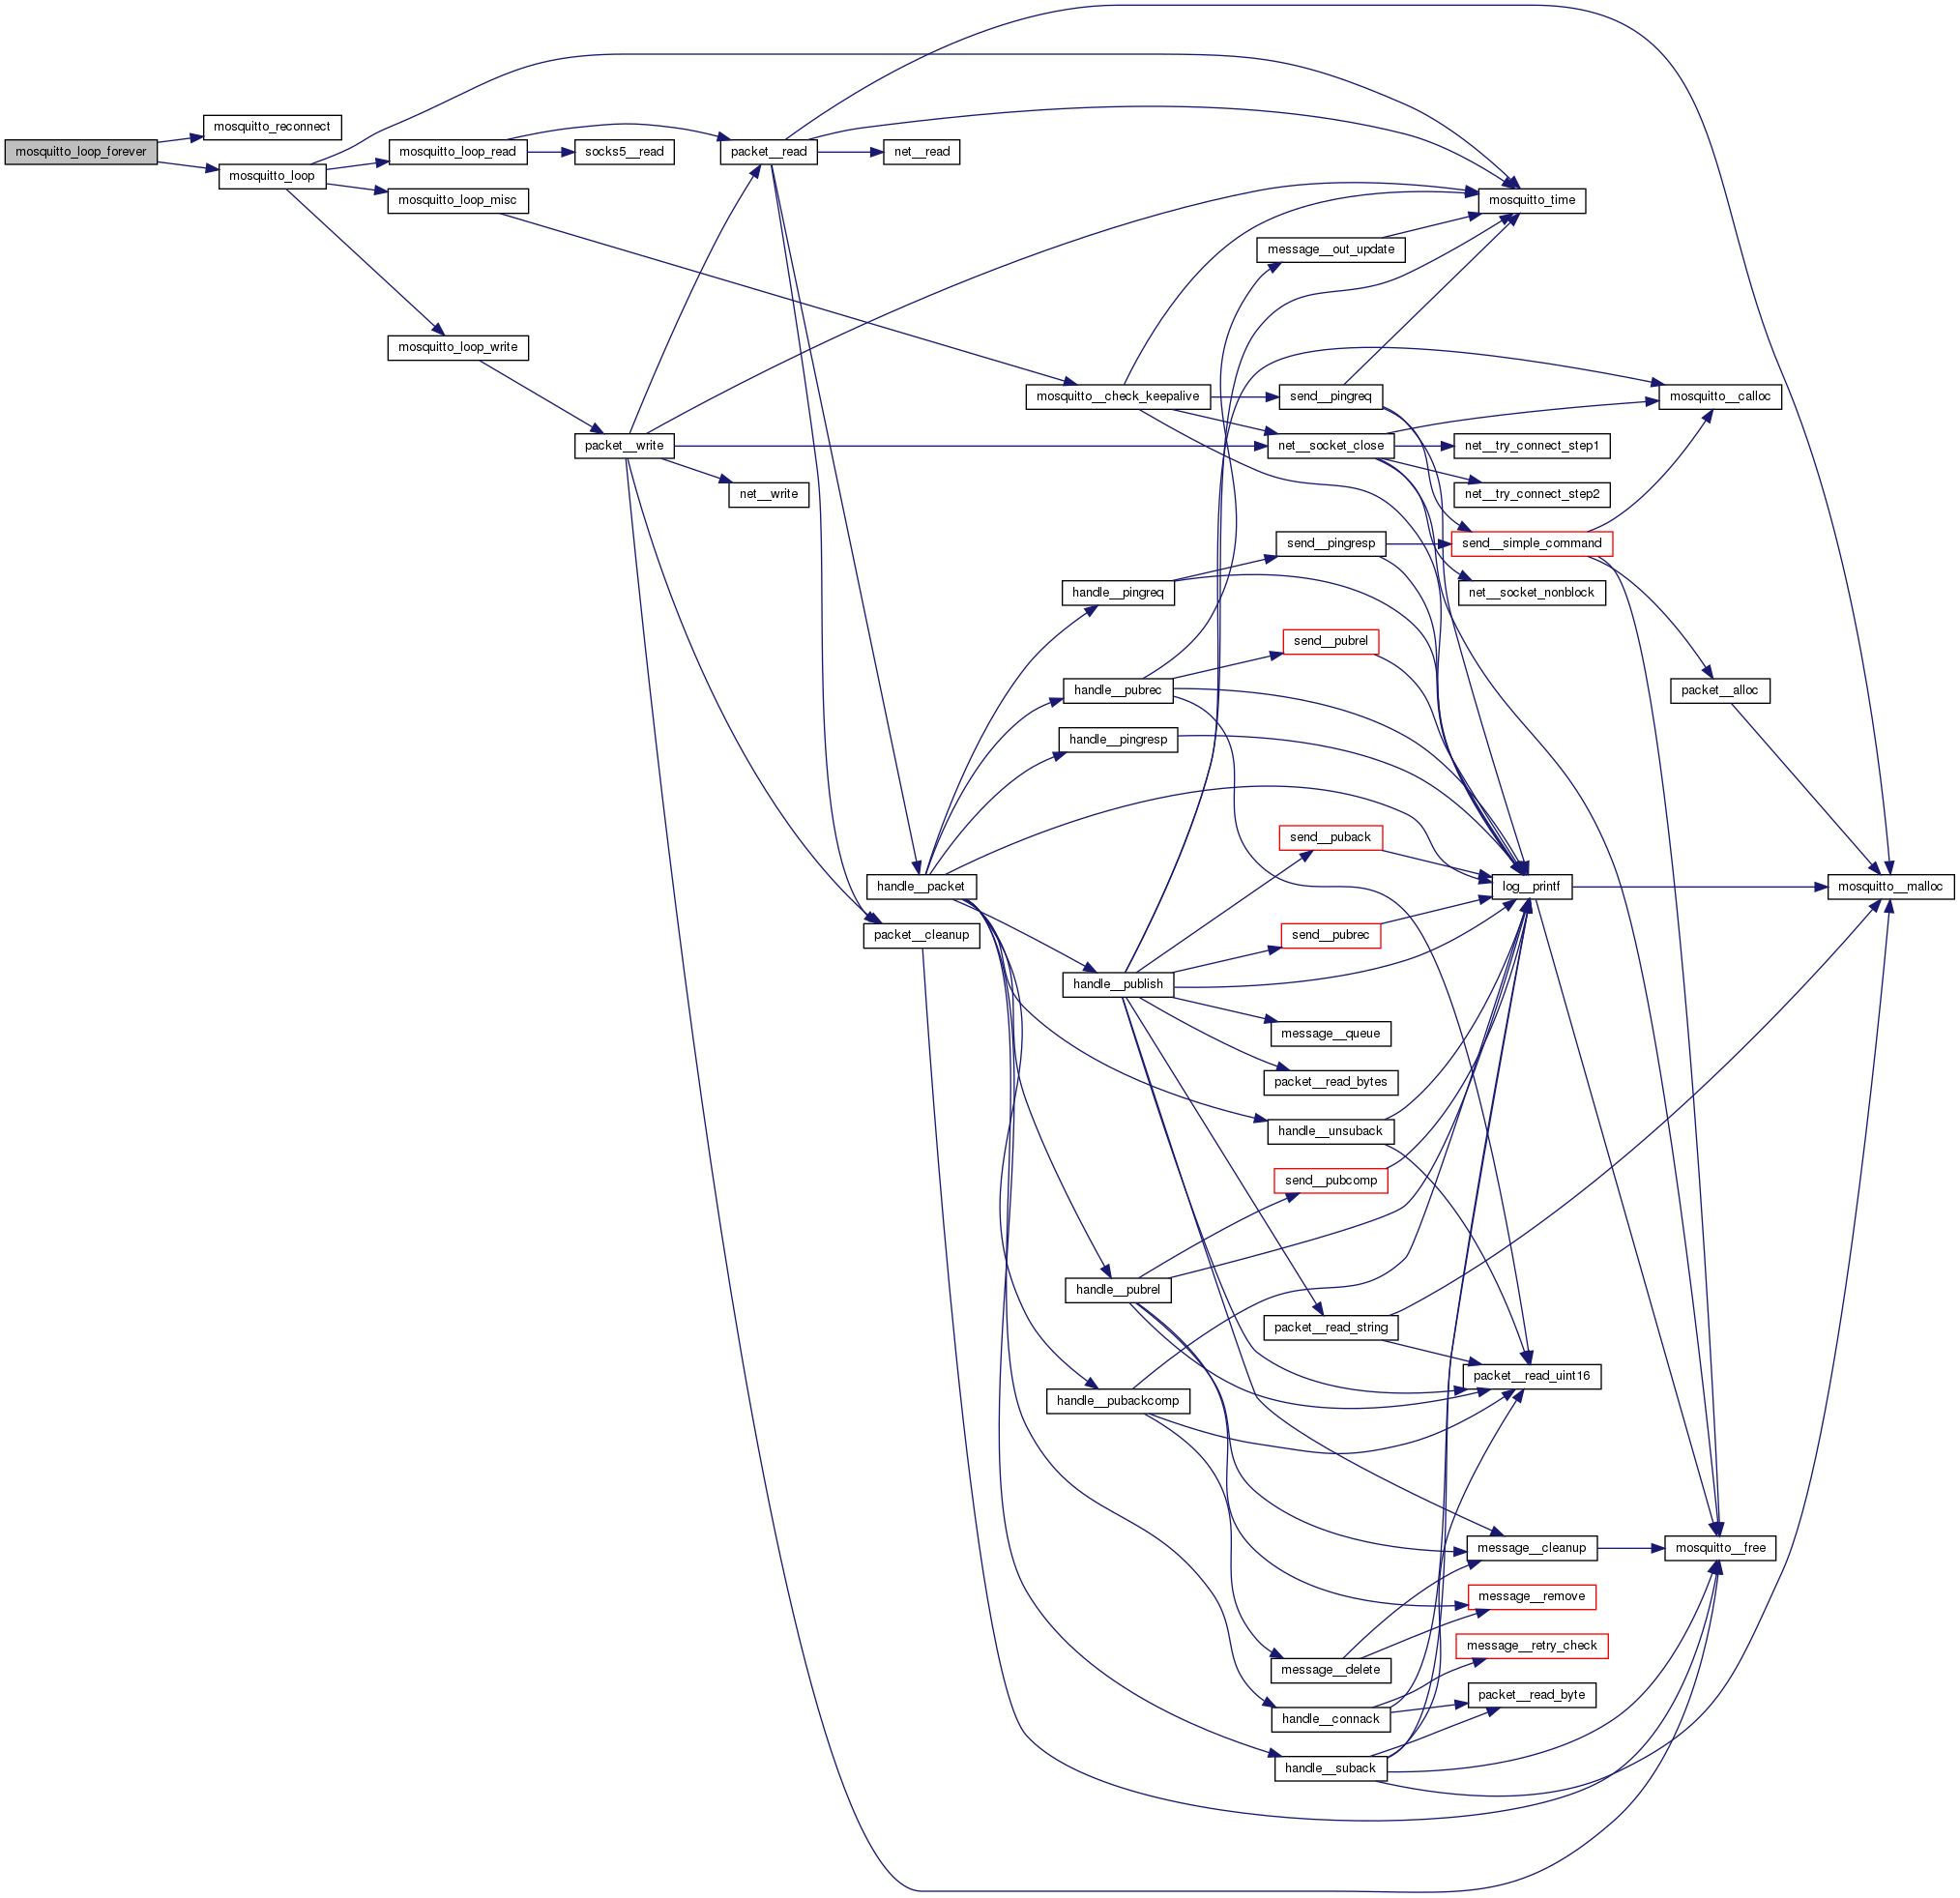 mosquitto_loop_forever
mosquitto_reconnect
mosquitto_loop
mosquitto_loop_read
mosquitto_loop_misc
mosquitto_loop_write
socks5__read
packet__read
packet__write
net__read
net__write
handle__packet
packet__cleanup
mosquitto__check_keepalive
handle__pingreq
handle__pubrec
handle__pingresp
handle__publish
handle__pubrel
handle__pubackcomp
message__out_update
send__pingreq
net__socket_close
send__pingresp
send__pubrel
send__puback
send__pubrec
message__queue
packet__read_bytes
handle__unsuback
send__pubcomp
packet__read_string
message__delete
handle__connack
handle__suback
mosquitto_time
net__try_connect_step1
net__try_connect_step2
send__simple_command
net__socket_nonblock
log__printf
packet__read_uint16
message__cleanup
message__remove
message__retry_check
packet__read_byte
mosquitto__calloc
packet__alloc
mosquitto__free
mosquitto__malloc